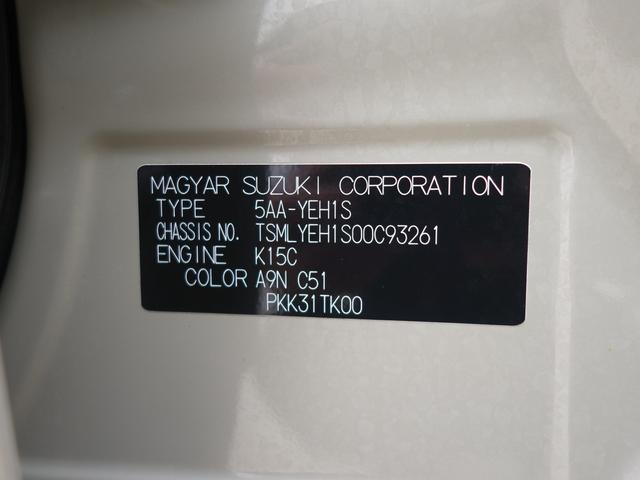 MAGYAR SUZUKI CORPORATION
TYPE 5AA-YEH1S
CHASSIS NO. TSMLYEH1S00C93261
ENGINE K15C
COLOR A9N C51
PKK31TK00